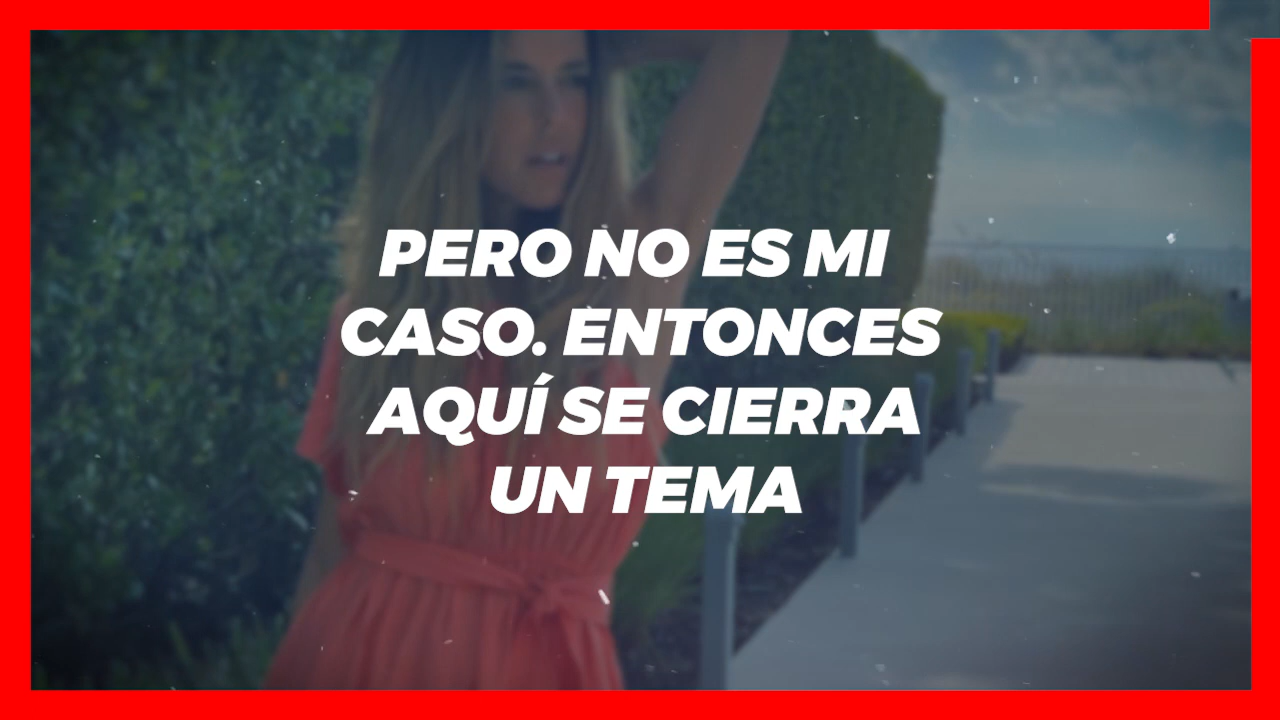 PERO NO ES MI
CASO. ENTONCES
AQUÍ SE CIERRA
UN TEMA